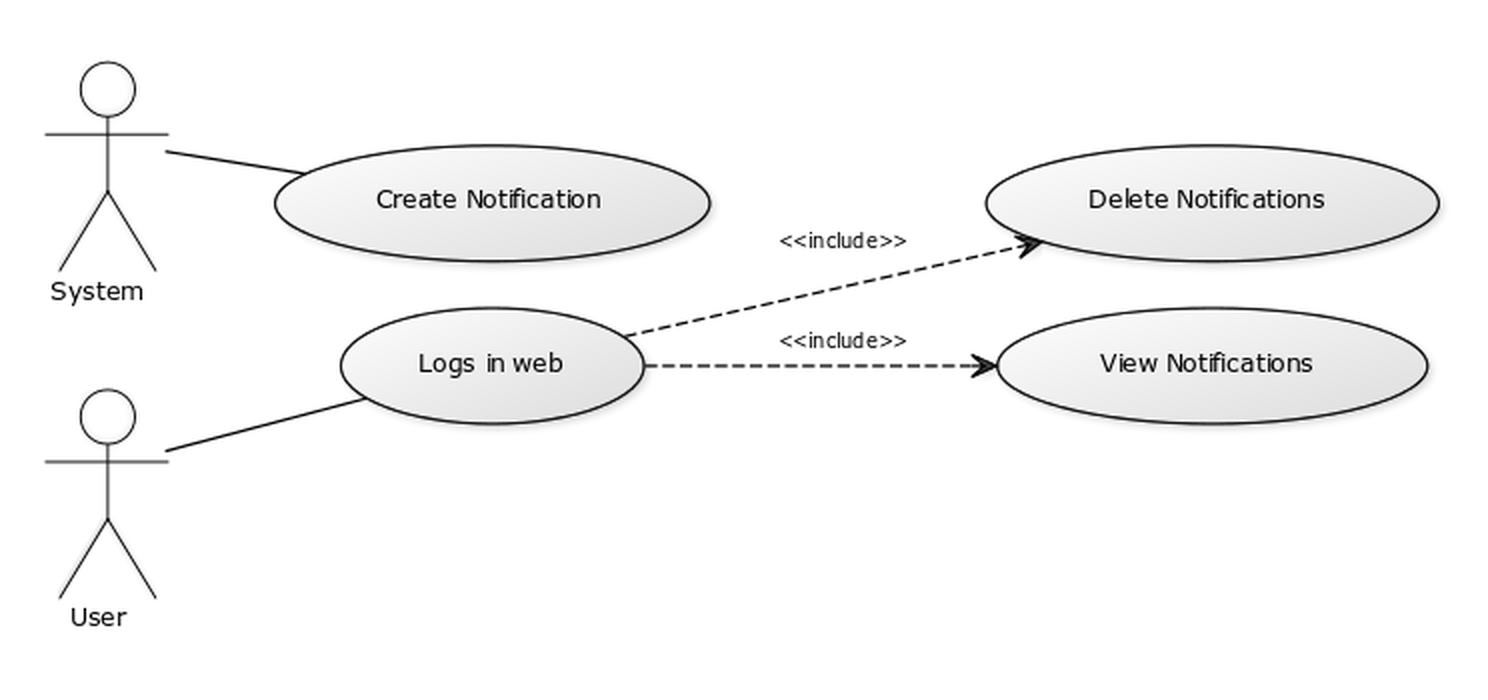 Create Notification
Delete Notifications
<<include>>
System
<<include>>
Logs in web
View Notifications
User